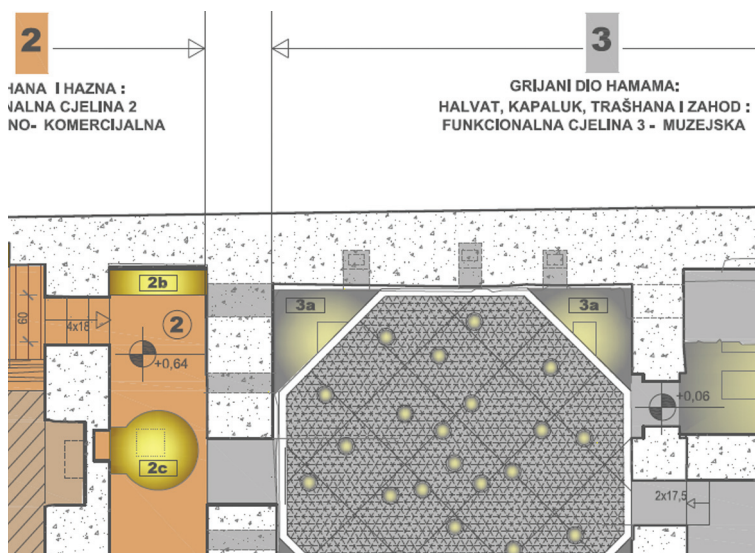 2
3
HANA I HAZNA :
NALNA CJELINA 2
NO- KOMERCIJALNA
GRIJANI DIO HAMAMA:
HALVAT, KAPALUK, TRAŠHANA I ZAHOD :
FUNKCIONALNA CJELINA 3 - MUZEJSKA
2b
3a
3a
60
4x18
2
+0,64
+0,06
2c
2x17,5